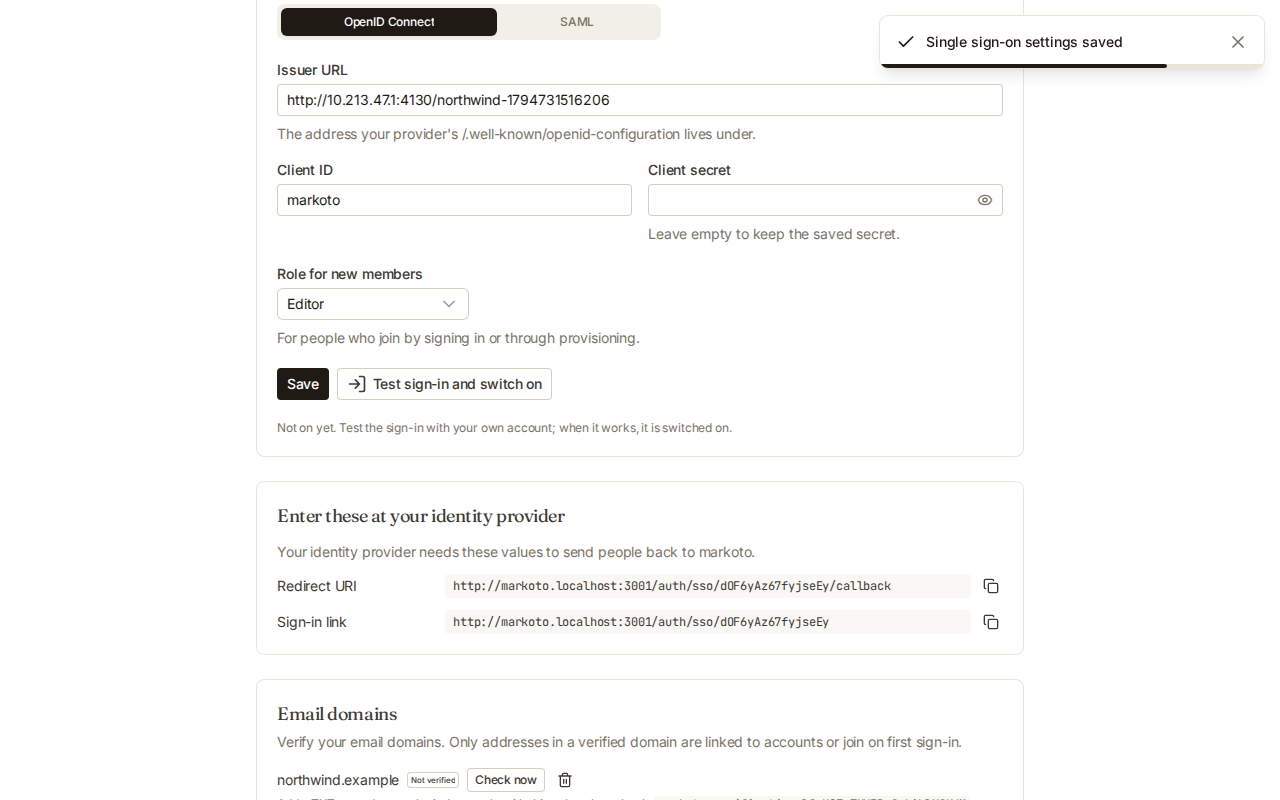 OpenID Connect
SAML
Single sign-on settings saved
Issuer URL
http://10.213.47.1:4130/northwind-1794731516206
The address your provider's /.well-known/openid-configuration lives under.
Client ID
Client secret
markoto
Leave empty to keep the saved secret.
Role for new members
Editor
For people who join by signing in or through provisioning.
Save
Test sign-in and switch on
Not on yet. Test the sign-in with your own account; when it works, it is switched on.
Enter these at your identity provider
Your identity provider needs these values to send people back to markoto.
Redirect URI
http://markoto.localhost:3001/auth/sso/dOF6yAz67fyjseEy/callback
Sign-in link
http://markoto.localhost:3001/auth/sso/dOF6yAz67fyjseEy
Email domains
Verify your email domains. Only addresses in a verified domain are linked to accounts or join on first sign-in.
northwind.example
Not verified
Check now